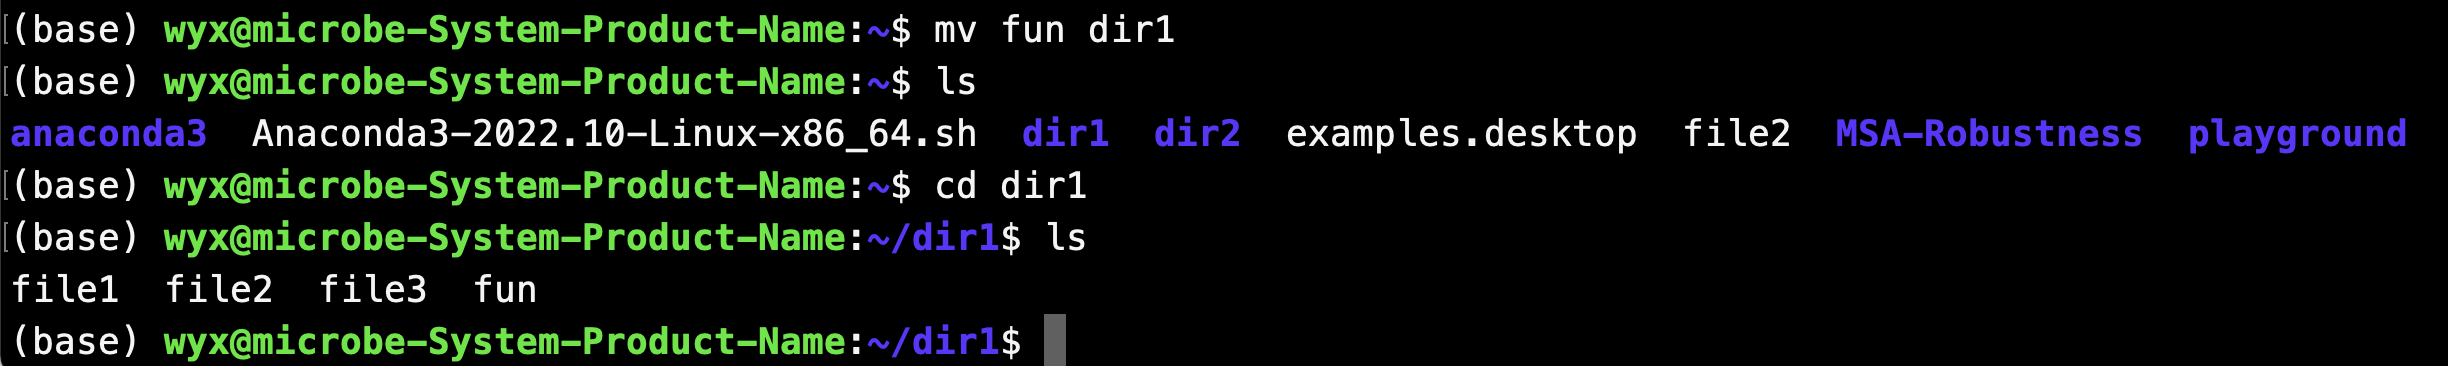 (base) wyx@microbe-System-Product-Name:~$ mv fun dir1
(base) wyx@microbe-System-Product-Name:~$ ls
anaconda3  Anaconda3-2022.10-Linux-x86_64.sh  dir1  dir2  examples.desktop  file2  MSA-Robustness  playground
(base) wyx@microbe-System-Product-Name:~$ cd dir1
(base) wyx@microbe-System-Product-Name:~/dir1$ ls
file1  file2  file3  fun
(base) wyx@microbe-System-Product-Name:~/dir1$